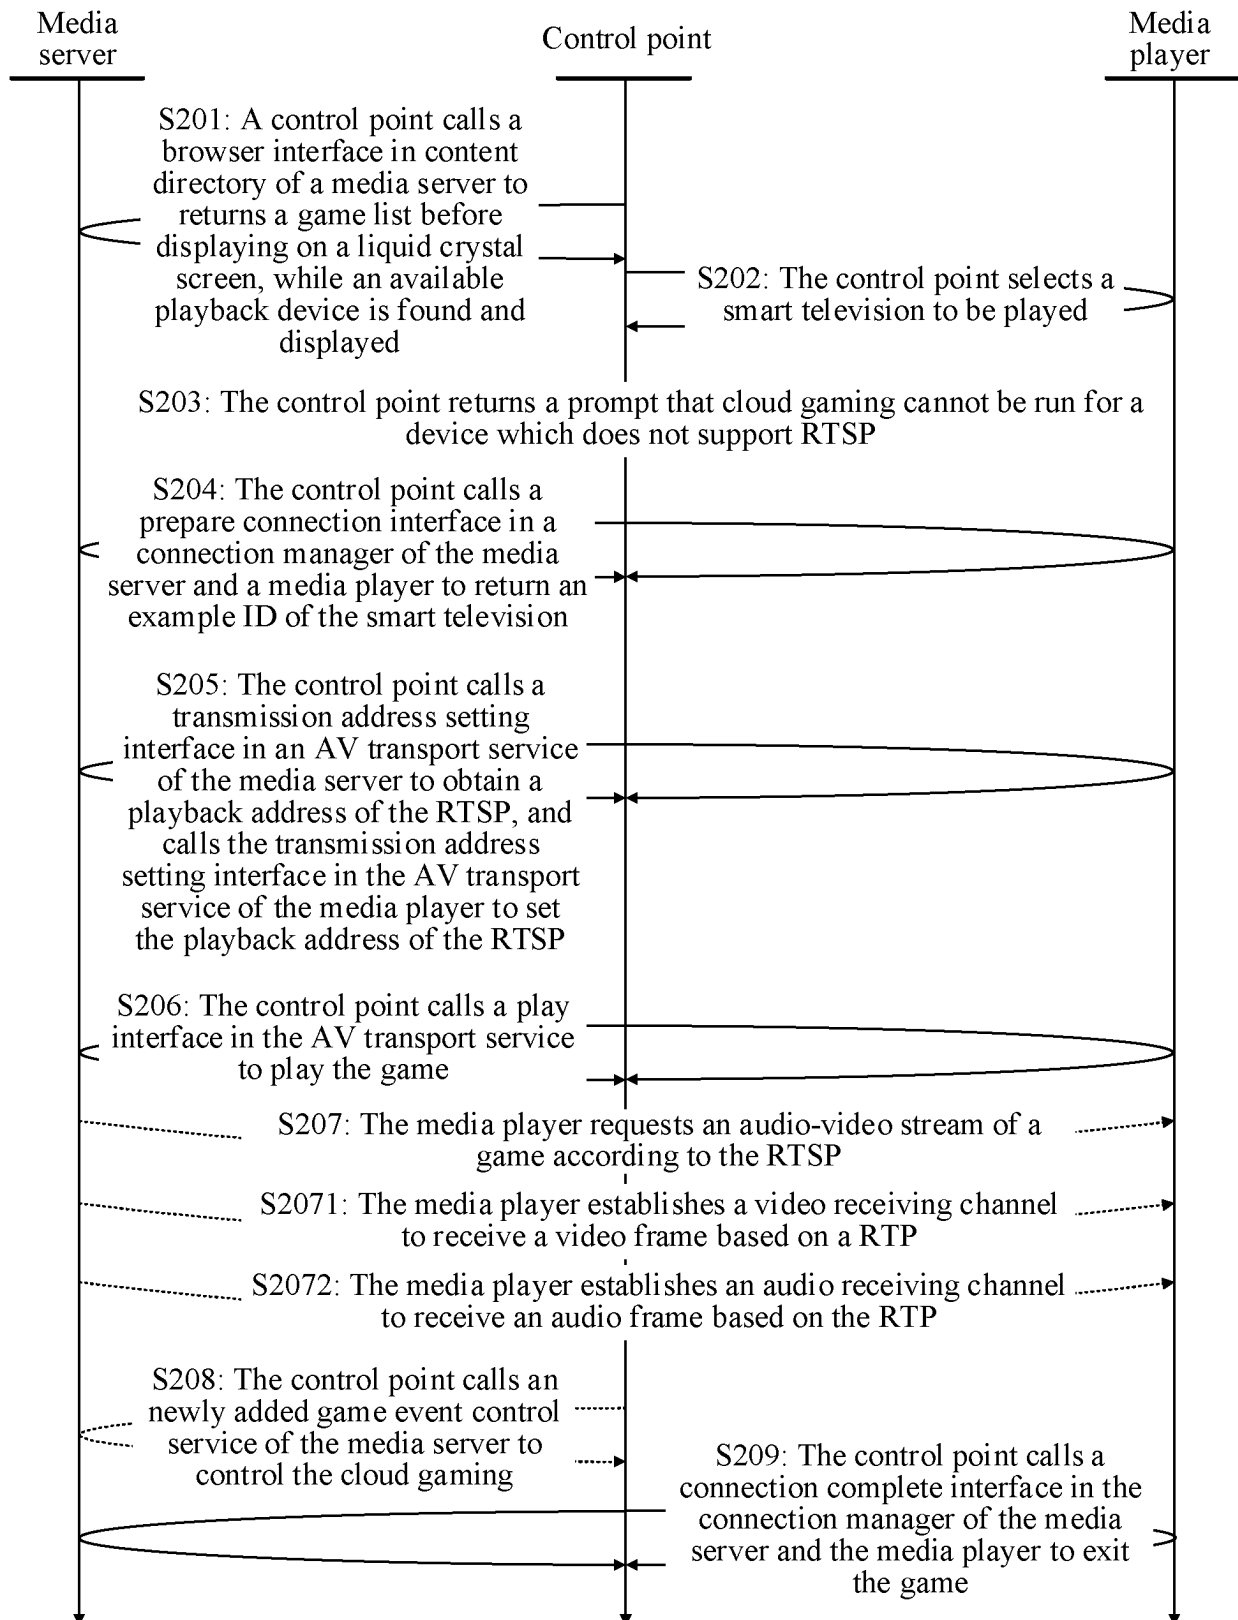 Media
server
Control point
Media
player
S201: A control point calls a
browser interface in content
directory of a media server to
returns a game list before
displaying on a liquid crystal
screen, while an available
playback device is found and
displayed
S202: The control point selects a
smart television to be played
S203: The control point returns a prompt that cloud gaming cannot be run for a
device which does not support RTSP
S204: The control point calls a
prepare connection interface in a
connection manager of the media
server and a media player to return an
example ID of the smart television
S205: The control point calls a
transmission address setting
interface in an AV transport service
of the media server to obtain a
playback address of the RTSP, and
calls the transmission address
setting interface in the AV transport
service of the media player to set
the playback address of the RTSP
S206: The control point calls a play
interface in the AV transport service
to play the game
S207: The media player requests an audio-video stream of a
game according to the RTSP
S2071: The media player establishes a video receiving channel
to receive a video frame based on a RTP
S2072: The media player establishes an audio receiving channel
to receive an audio frame based on the RTP
S208: The control point calls an
newly added game event control
service of the media server to
control the cloud gaming
S209: The control point calls a
connection complete interface in the
connection manager of the media
server and the media player to exit
the game